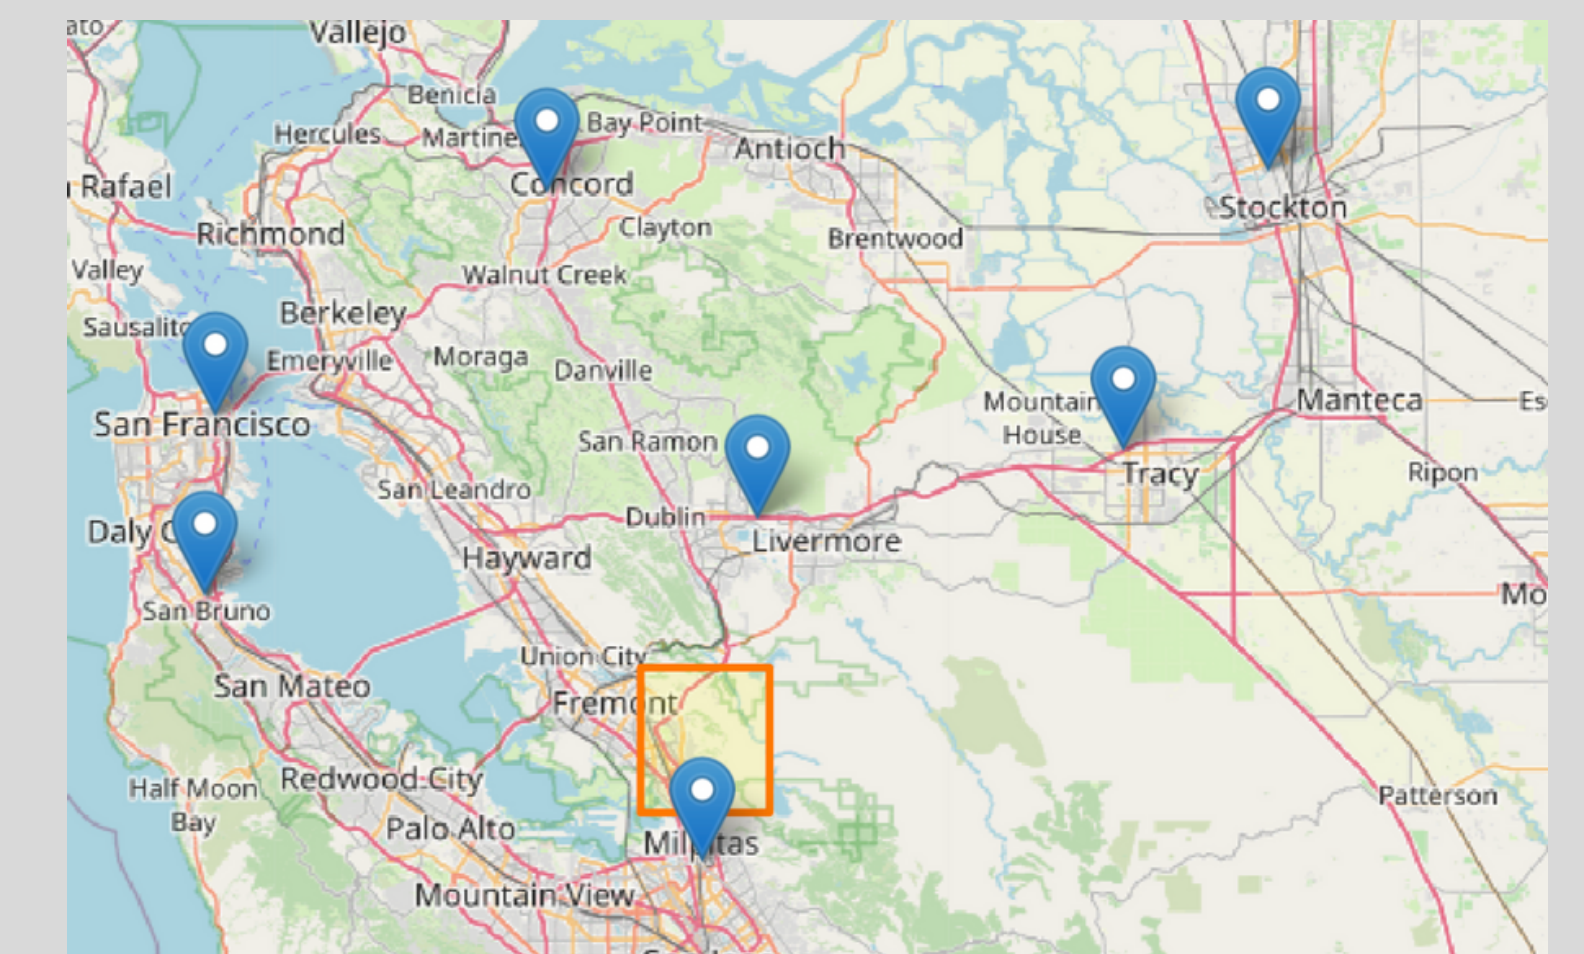 Vallejo
Benicia
Hercules
Bay Point
Antioch
Rafael
Concord
Stockton
Clayton
Richmond
Brentwood
Valley
Walnut Creek
Berkeley
Emeryville
Moraga
Danville
Mountain
House
Manteca
San Francisco
San Ramon
Tracy
Ripon
San Leandro
Dublin
Daly
Livermore
Hayward
San Bruno
Union City
San Mateo
Fremont
Half Moon
Bay
Redwood City
Patterson
Palo Alto
Milpitas
Mountain View